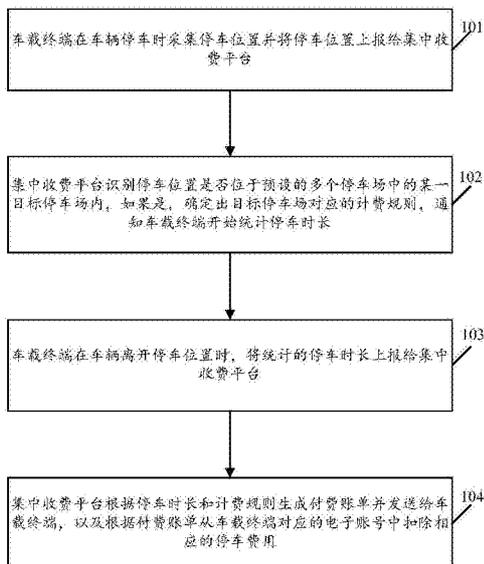 101
车载终端在车辆停车时采集停车位置并将停车位置上报给集中收
费平台
102
集中收费平台识别停车位置是否位于预设的多个停车场中的某一
目标停车场内，如果是，确定出目标停车场对应的计费规则，通
知车载终端开始统计停车时长
103
车载终端在车辆离开停车位置时，将统计的停车时长上报给集中
收费平台
104
集中收费平台根据停车时长和计费规则生成付费账单并发送给车
载终端，以及根据付费账单从车载终端对应的电子账号中扣除相
应的停车费用